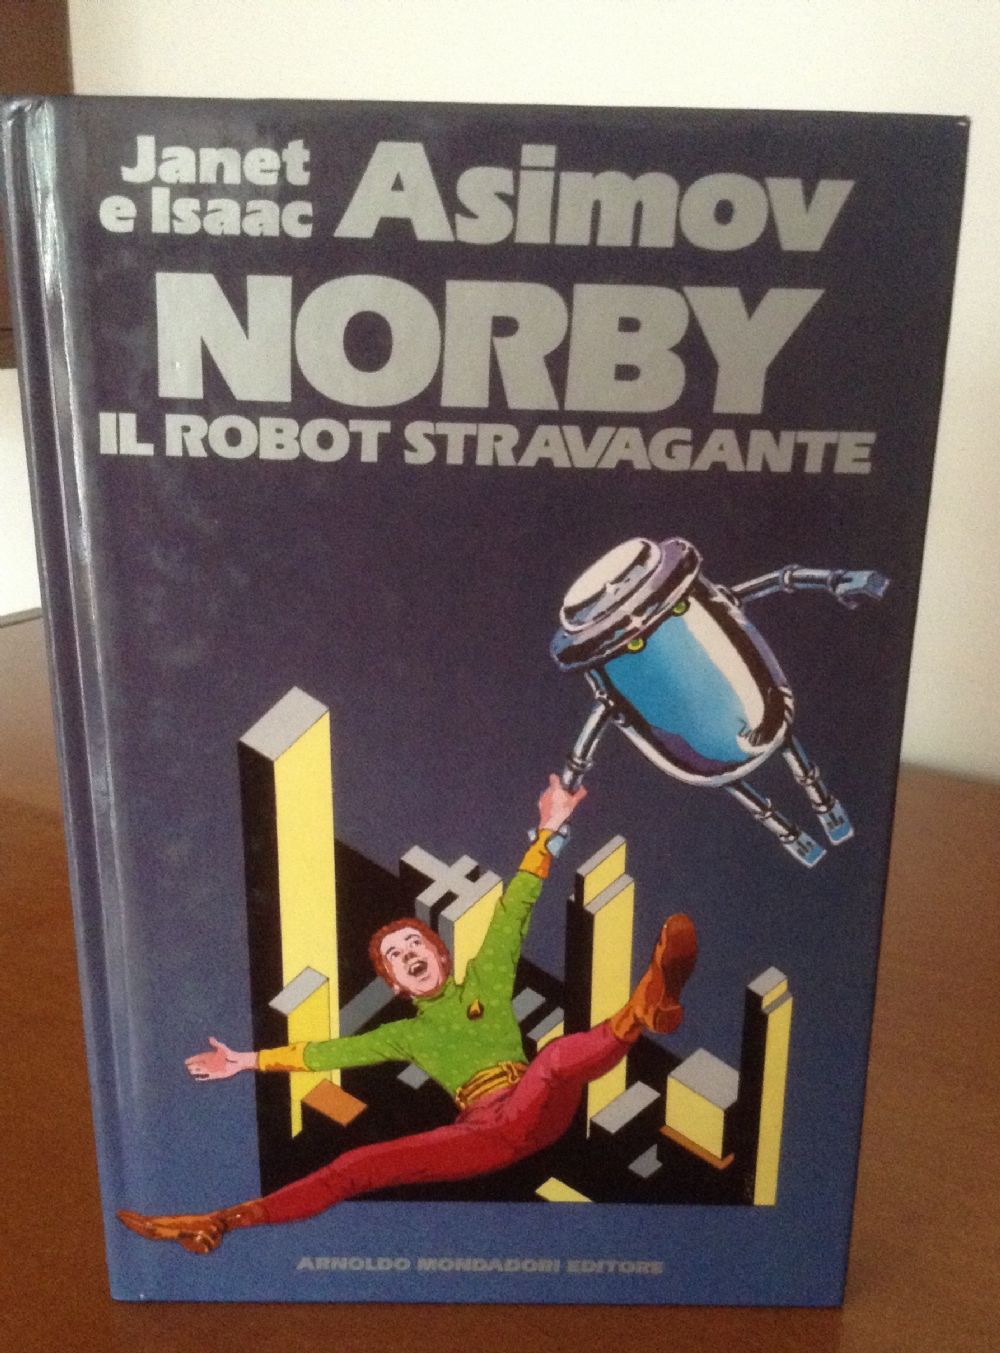 Janet
e Isaac
Asimov
NORBY
IL ROBOT STRAVAGANTE
ARNOLDO MONDADORI EDITORE